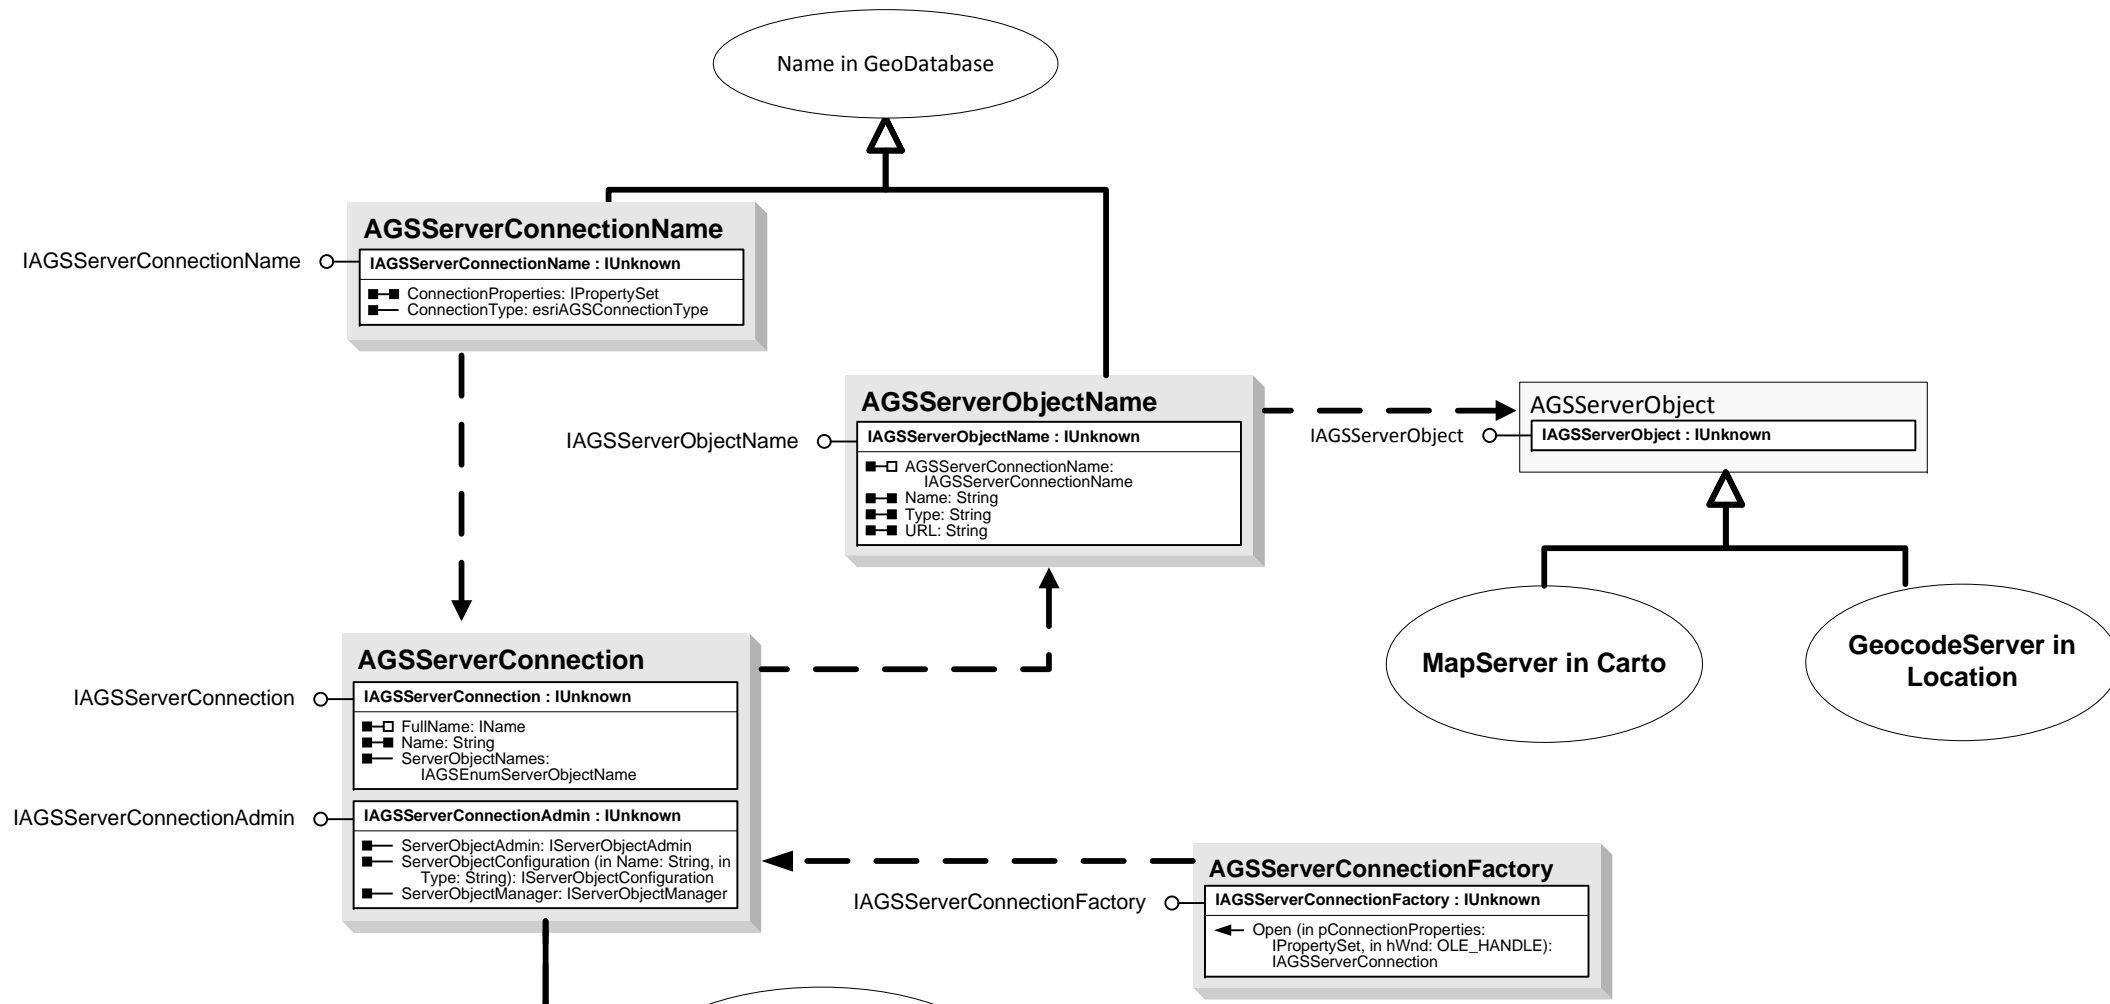 Name in GeoDatabase
AGSServerConnectionName
IAGSServerConnectionName
IAGSServerConnectionName : IUnknown
ConnectionProperties: IPropertySet
ConnectionType: esriAGSConnectionType
AGSServerObjectName
IAGSServerObjectName
IAGSServerObjectName : IUnknown
AGSServerConnectionName:
IAGSServerConnectionName
Name: String
Type: String
URL: String
AGSServerObject
IAGSServerObject
IAGSServerObject : IUnknown
MapServer in Carto
GeocodeServer in
Location
AGSServerConnection
IAGSServerConnection
IAGSServerConnection : IUnknown
FullName: IName
Name: String
ServerObjectNames:
IAGSEnumServerObjectName
IAGSServerConnectionAdmin
IAGSServerConnectionAdmin : IUnknown
ServerObjectAdmin: IServerObjectAdmin
ServerObjectConfiguration (in Name: String, in
Type: String): IServerObjectConfiguration
ServerObjectManager: IServerObjectManager
AGSServerConnectionFactory
IAGSServerConnectionFactory
IAGSServerConnectionFactory : IUnknown
Open (in pConnectionProperties:
IPropertySet, in hWnd: OLE_HANDLE):
IAGSServerConnection